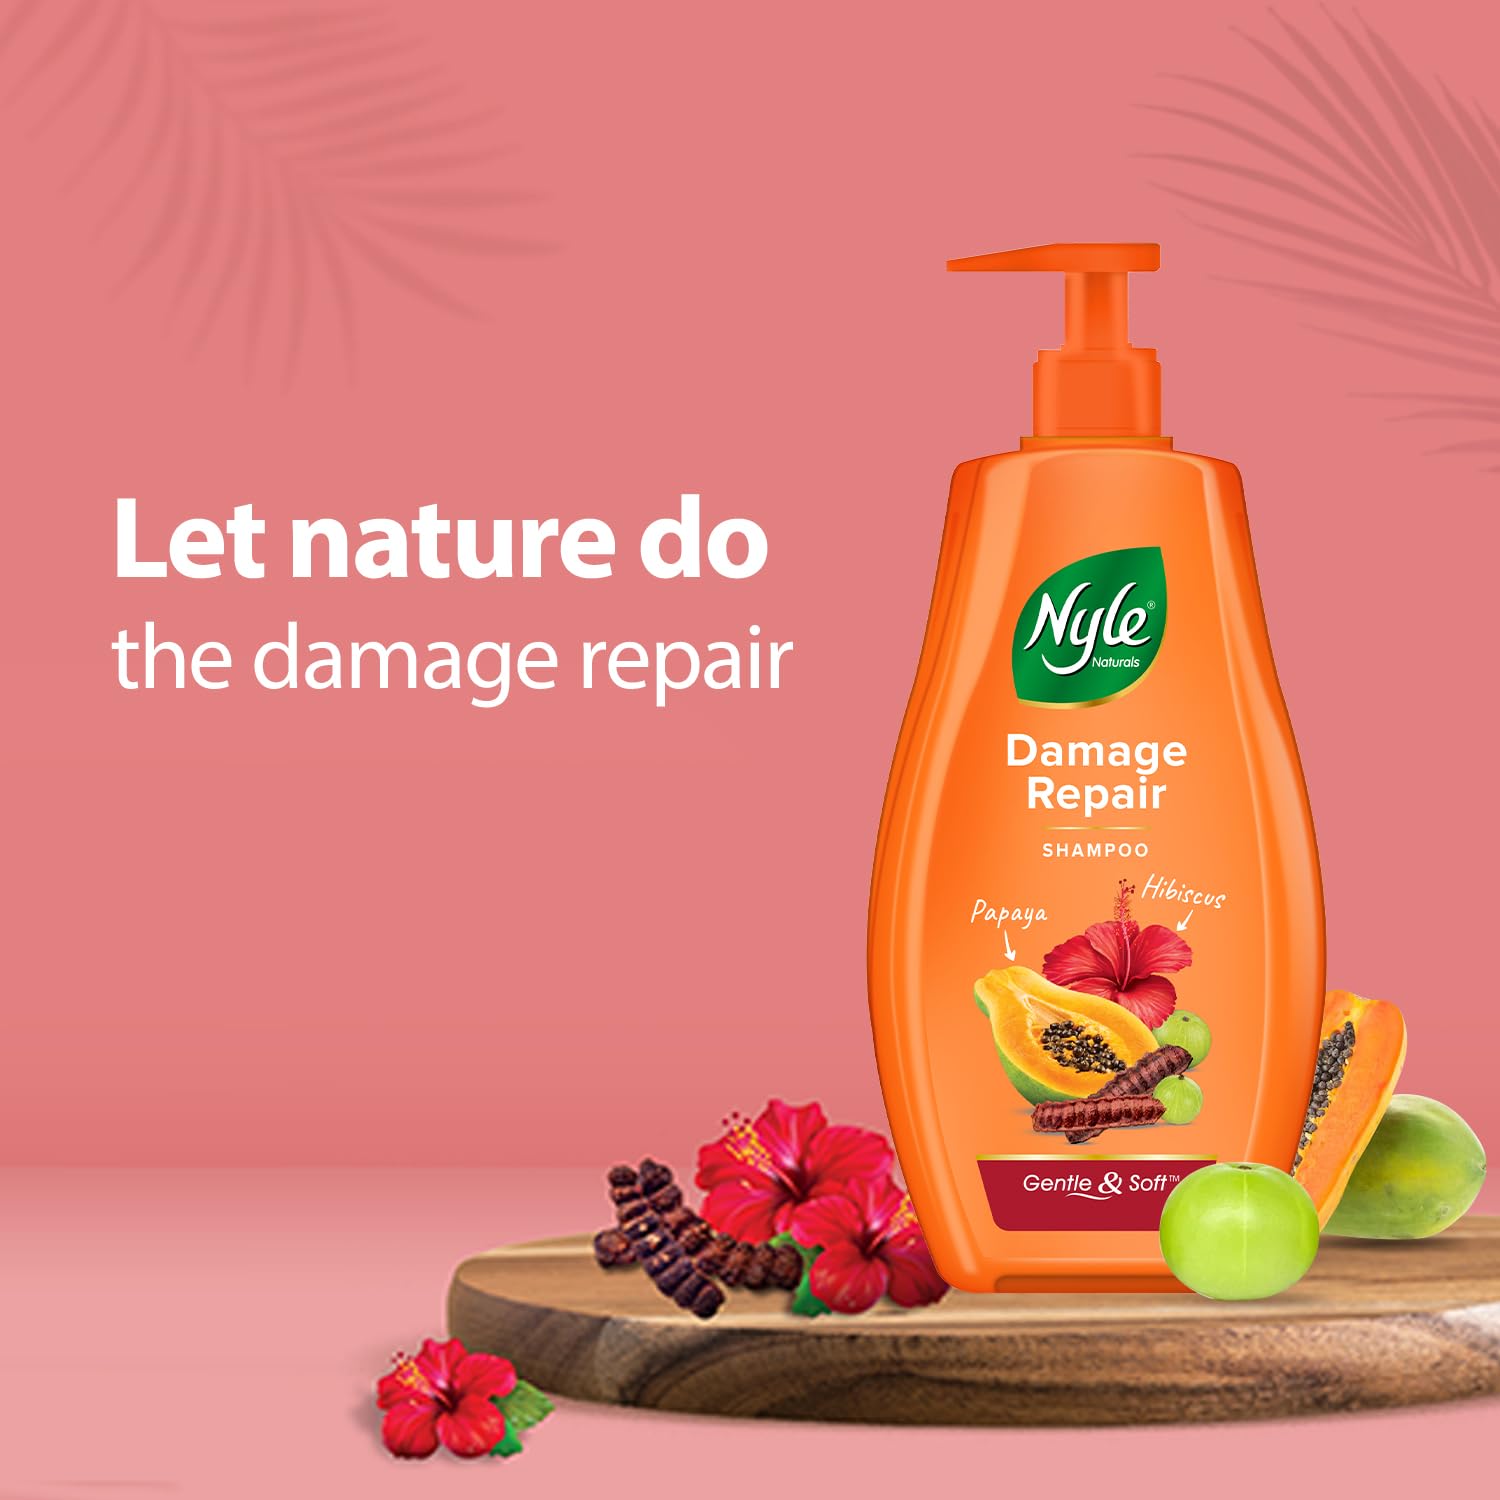 Let nature do
the damage repair
Nyle®
Naturals
Damage
Repair
SHAMPOO
Papaya
Hibiscus
Gentle & Soft™